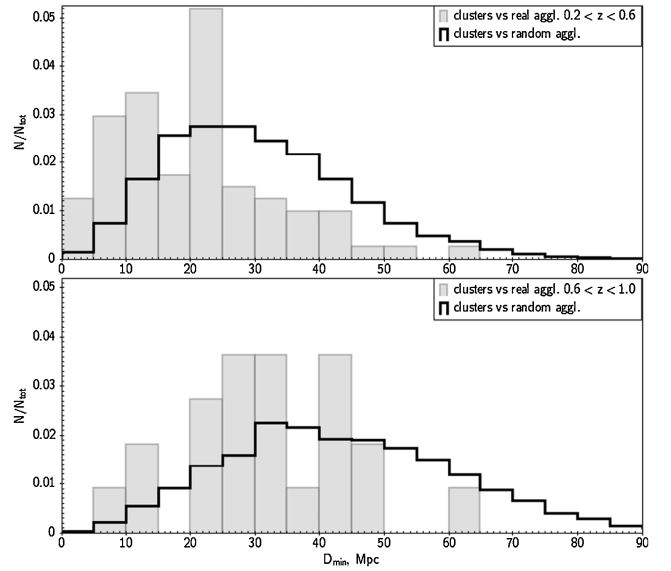 0.05
0.04
0.03
0.02
0.01
0
N/Ntot
clusters vs real aggl. 0.2 < z < 0.6
clusters vs random aggl.
0 10 20 30 40 50 60 70 80 90
0.05
0.04
0.03
0.02
0.01
0
N/Ntot
clusters vs real aggl. 0.6 < z < 1.0
clusters vs random aggl.
0 10 20 30 40 50 60 70 80 90
Dmin, Mpc